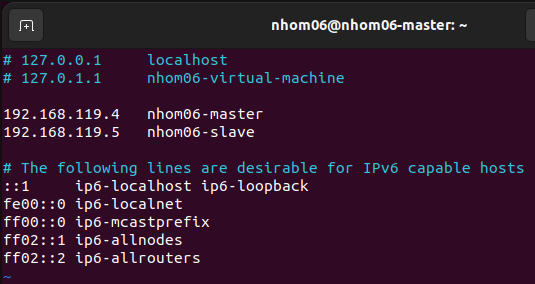 nhom06@nhom06-master: ~
# 127.0.0.1     localhost
# 127.0.1.1     nhom06-virtual-machine
192.168.119.4   nhom06-master
192.168.119.5   nhom06-slave
# The following lines are desirable for IPv6 capable hosts
::1     ip6-localhost ip6-loopback
fe00::0 ip6-localnet
ff00::0 ip6-mcastprefix
ff02::1 ip6-allnodes
ff02::2 ip6-allrouters
~